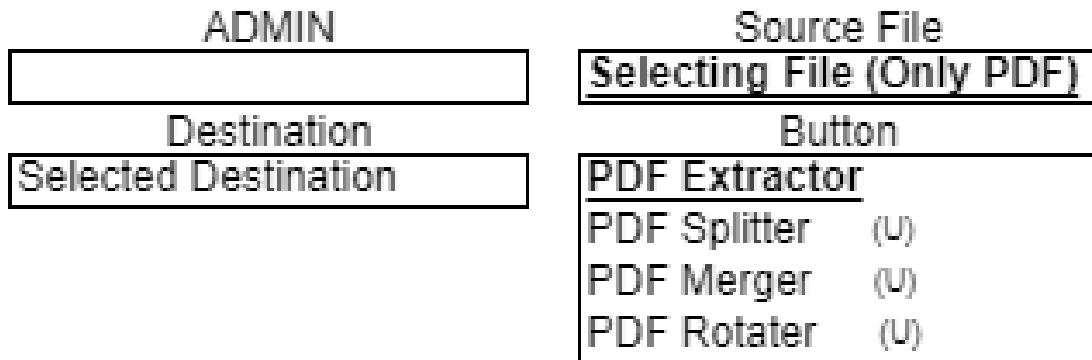 ADMIN
Source File
Selecting File (Only PDF)
Destination
Selected Destination
Button
PDF Extractor
PDF Splitter (U)
PDF Merger (U)
PDF Rotater (U)